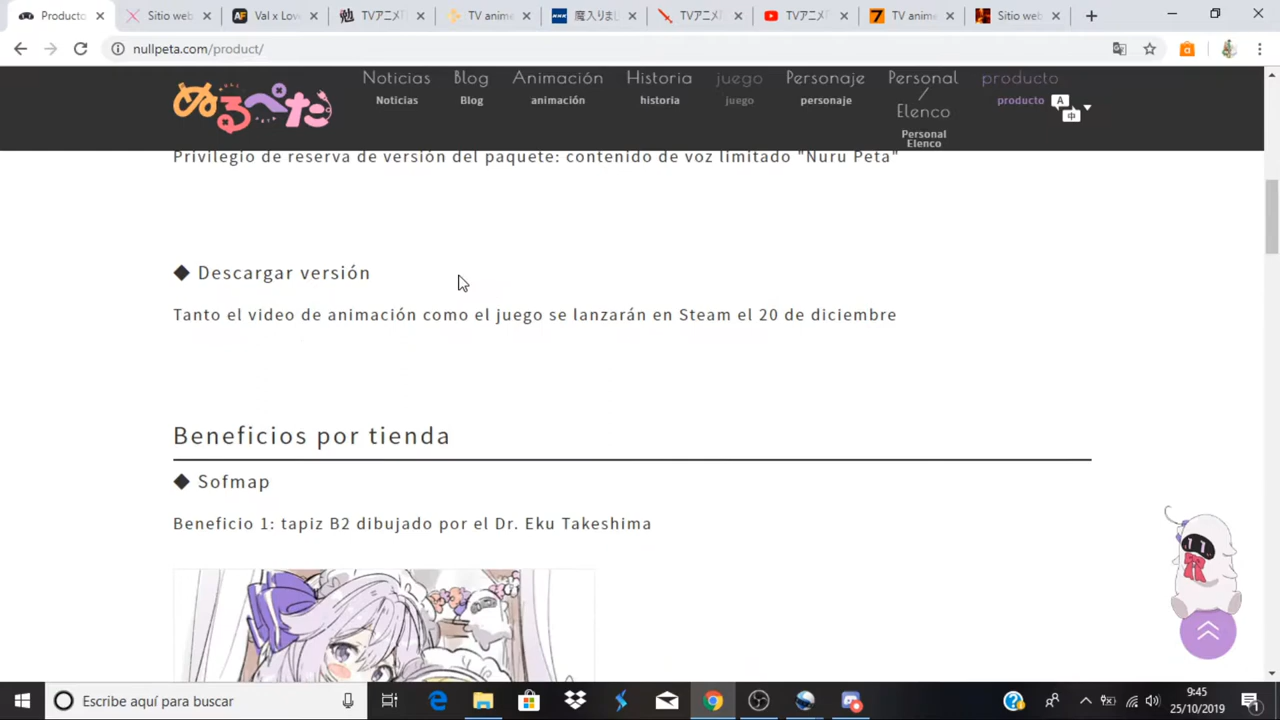 Producto
Sitio web
Val x Love
TVアニメ『
TV anime
魔入りまし
TVアニメ
TVアニメ
TV anime
Sitio web
nullpeta.com/product/
ぬるぺた
Noticias Blog Animación Historia juego Personaje Personal / Elenco producto
Noticias Blog animación historia juego personaje Personal Elenco producto
Privilegio de reserva de versión del paquete: contenido de voz limitado "Nuru Peta"
◆ Descargar versión
Tanto el video de animación como el juego se lanzarán en Steam el 20 de diciembre
Beneficios por tienda
◆ Sofmap
Beneficio 1: tapiz B2 dibujado por el Dr. Eku Takeshima
Escribe aquí para buscar
9:45
25/10/2019